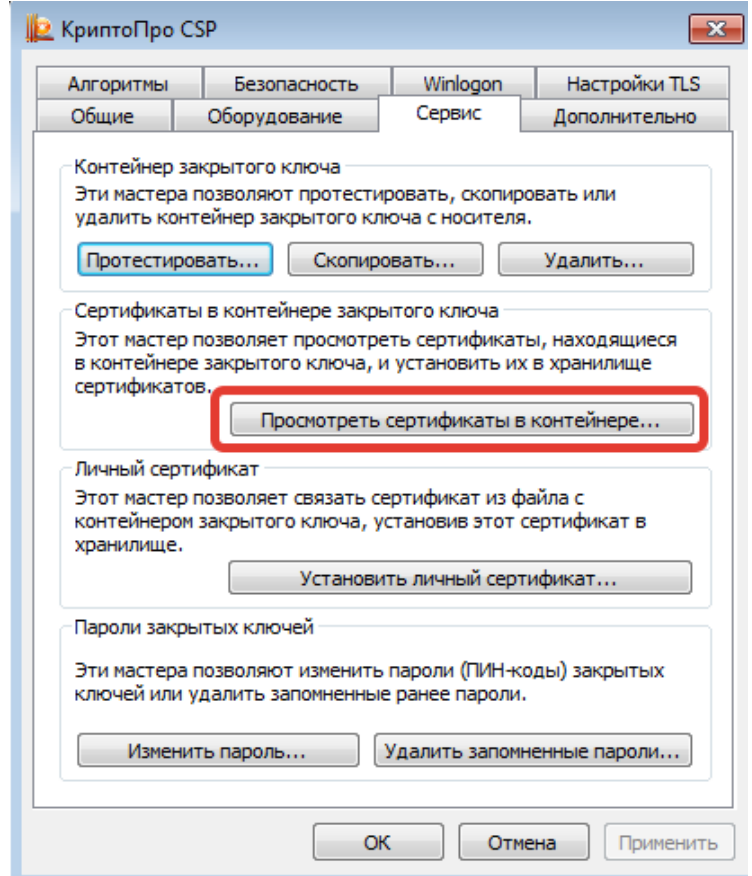 КриптоПро CSP
Алгоритмы Безопасность Winlogon Настройки TLS
Общие Оборудование Сервис Дополнительно
Контейнер закрытого ключа
Эти мастера позволяют протестировать, скопировать или
удалить контейнер закрытого ключа с носителя.
Протестировать... Скопировать... Удалить...
Сертификаты в контейнере закрытого ключа
Этот мастер позволяет просмотреть сертификаты, находящиеся
в контейнере закрытого ключа, и установить их в хранилище
сертификатов.
Просмотреть сертификаты в контейнере...
Личный сертификат
Этот мастер позволяет связать сертификат из файла с
контейнером закрытого ключа, установив этот сертификат в
хранилище.
Установить личный сертификат...
Пароли закрытых ключей
Эти мастера позволяют изменить пароли (ПИН-коды) закрытых
ключей или удалить запомненные ранее пароли.
Изменить пароль... Удалить запомненные пароли...
ОК Отмена Применить